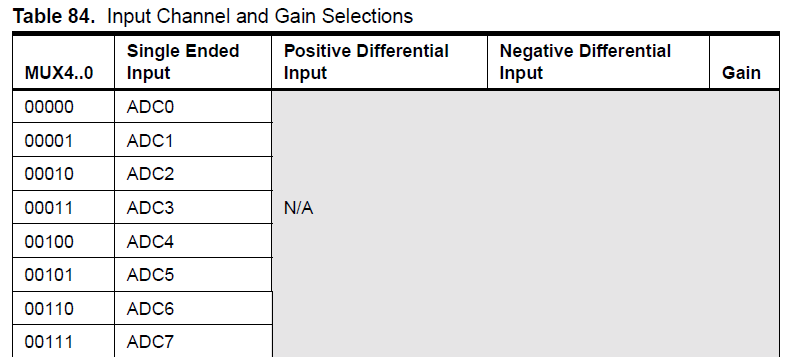 Table 84. Input Channel and Gain Selections
MUX4..0 Single Ended Input Positive Differential Input Negative Differential Input Gain
00000 ADC0
00001 ADC1
00010 ADC2
00011 ADC3 N/A
00100 ADC4
00101 ADC5
00110 ADC6
00111 ADC7